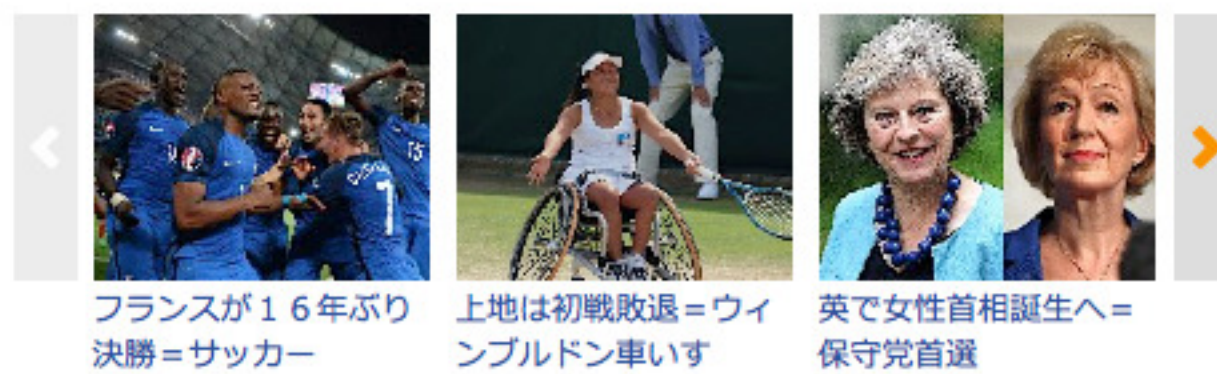 フランスが１６年ぶり
決勝＝サッカー
上地は初戦敗退＝ウィ
ンブルドン車いす
英で女性首相誕生へ＝
保守党首選
7
15